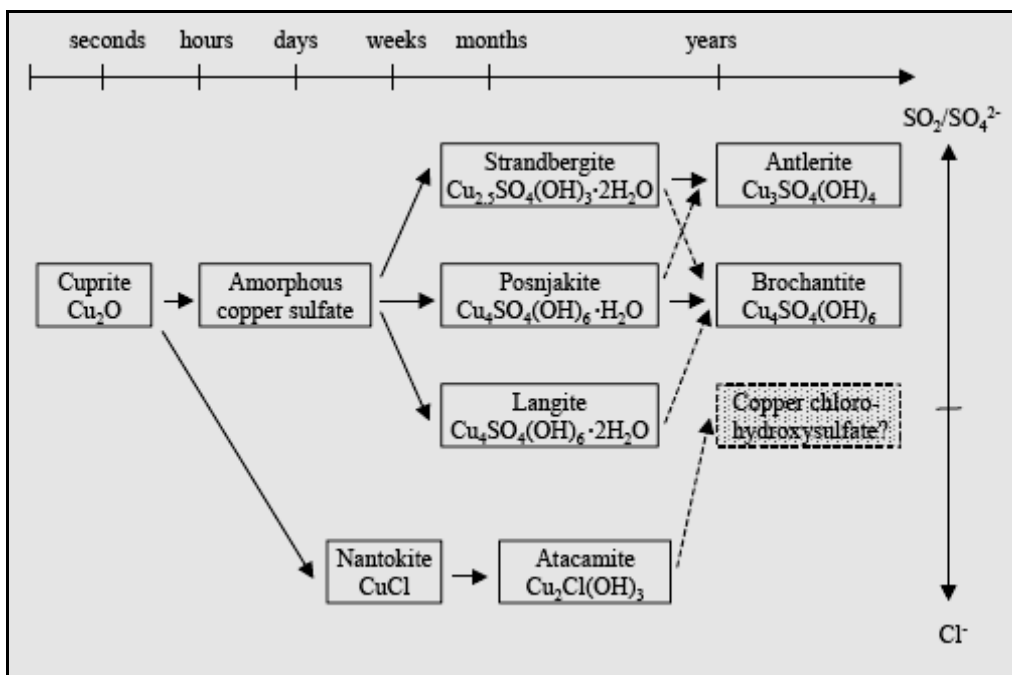 seconds hours days weeks months years
SO₂/SO₄²⁻
Strandbergite
Cu₂.₅SO₄(OH)₃·2H₂O
Antlerite
Cu₃SO₄(OH)₄
Cuprite
Cu₂O
Amorphous
copper sulfate
Posnjakite
Cu₄SO₄(OH)₆·H₂O
Brochantite
Cu₄SO₄(OH)₆
Langite
Cu₄SO₄(OH)₆·2H₂O
Copper chloro-
hydroxysulfate?
Nantokite
CuCl
Atacamite
Cu₂Cl(OH)₃
Cl⁻